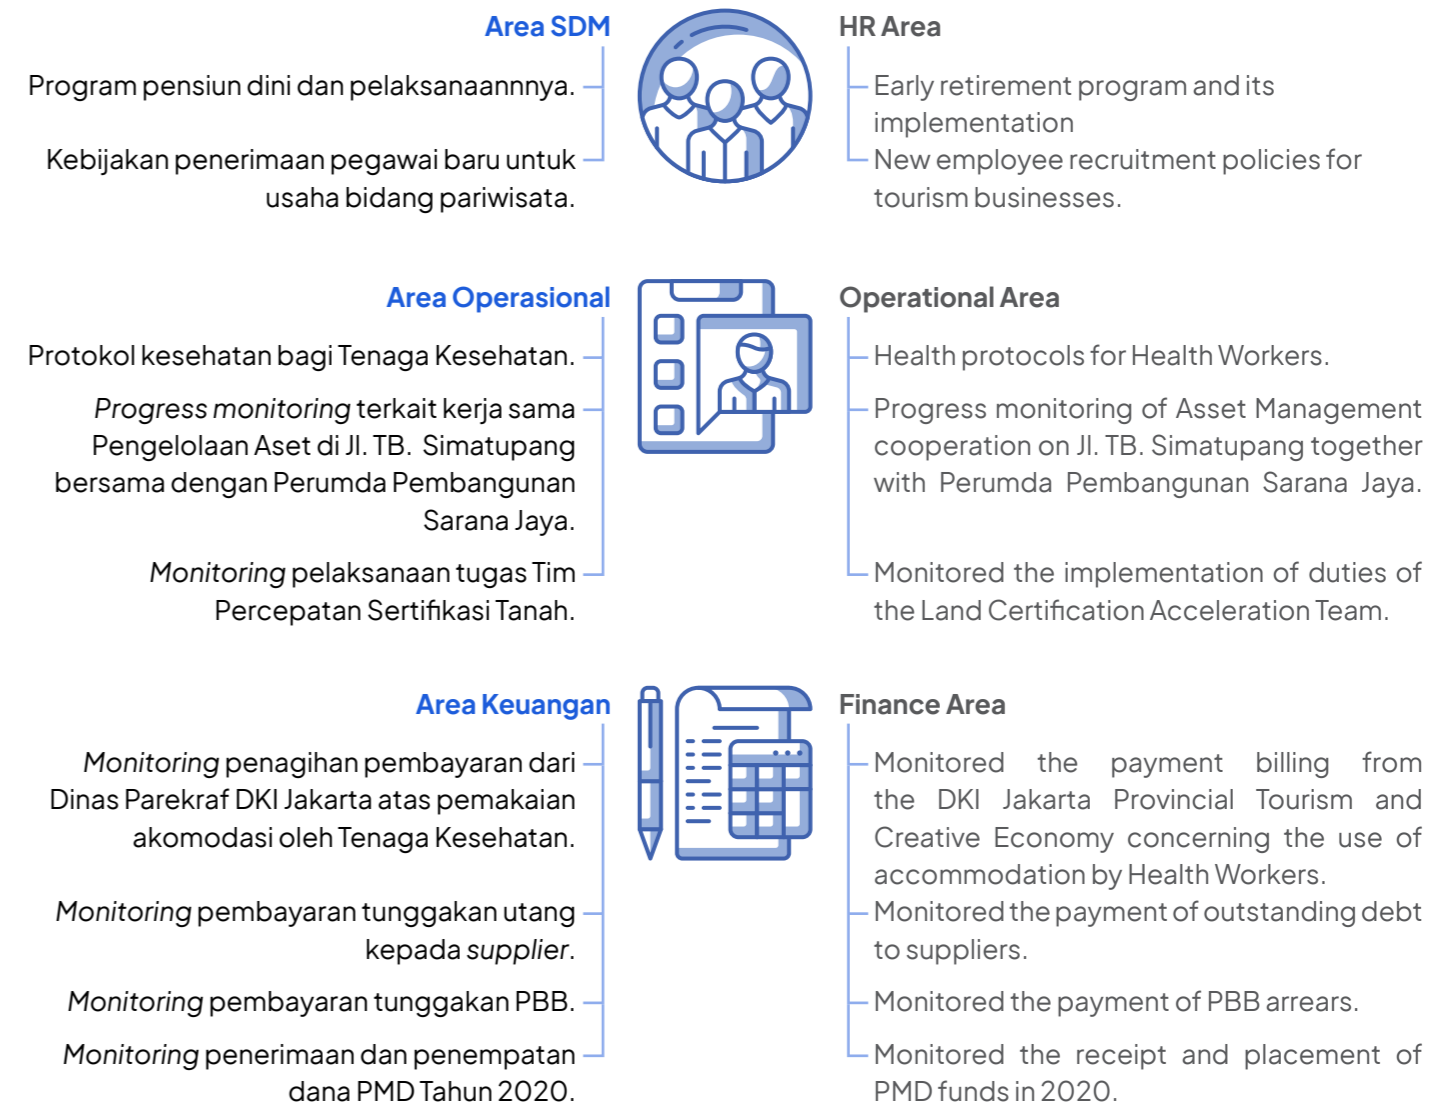 Area SDM
Program pensiun dini dan pelaksanaannnya.
Kebijakan penerimaan pegawai baru untuk
usaha bidang pariwisata.
HR Area
Early retirement program and its
implementation
New employee recruitment policies for
tourism businesses.
Area Operasional
Protokol kesehatan bagi Tenaga Kesehatan.
Progress monitoring terkait kerja sama
Pengelolaan Aset di Jl. TB. Simatupang
bersama dengan Perumda Pembangunan
Sarana Jaya.
Monitoring pelaksanaan tugas Tim
Percepatan Sertifikasi Tanah.
Operational Area
Health protocols for Health Workers.
Progress monitoring of Asset Management
cooperation on Jl. TB. Simatupang together
with Perumda Pembangunan Sarana Jaya.
Monitored the implementation of duties of
the Land Certification Acceleration Team.
Area Keuangan
Monitoring penagihan pembayaran dari
Dinas Parekraf DKI Jakarta atas pemakaian
akomodasi oleh Tenaga Kesehatan.
Monitoring pembayaran tunggakan utang
kepada supplier.
Monitoring pembayaran tunggakan PBB.
Monitoring penerimaan dan penempatan
dana PMD Tahun 2020.
Finance Area
Monitored the payment billing from
the DKI Jakarta Provincial Tourism and
Creative Economy concerning the use of
accommodation by Health Workers.
Monitored the payment of outstanding debt
to suppliers.
Monitored the payment of PBB arrears.
Monitored the receipt and placement of
PMD funds in 2020.